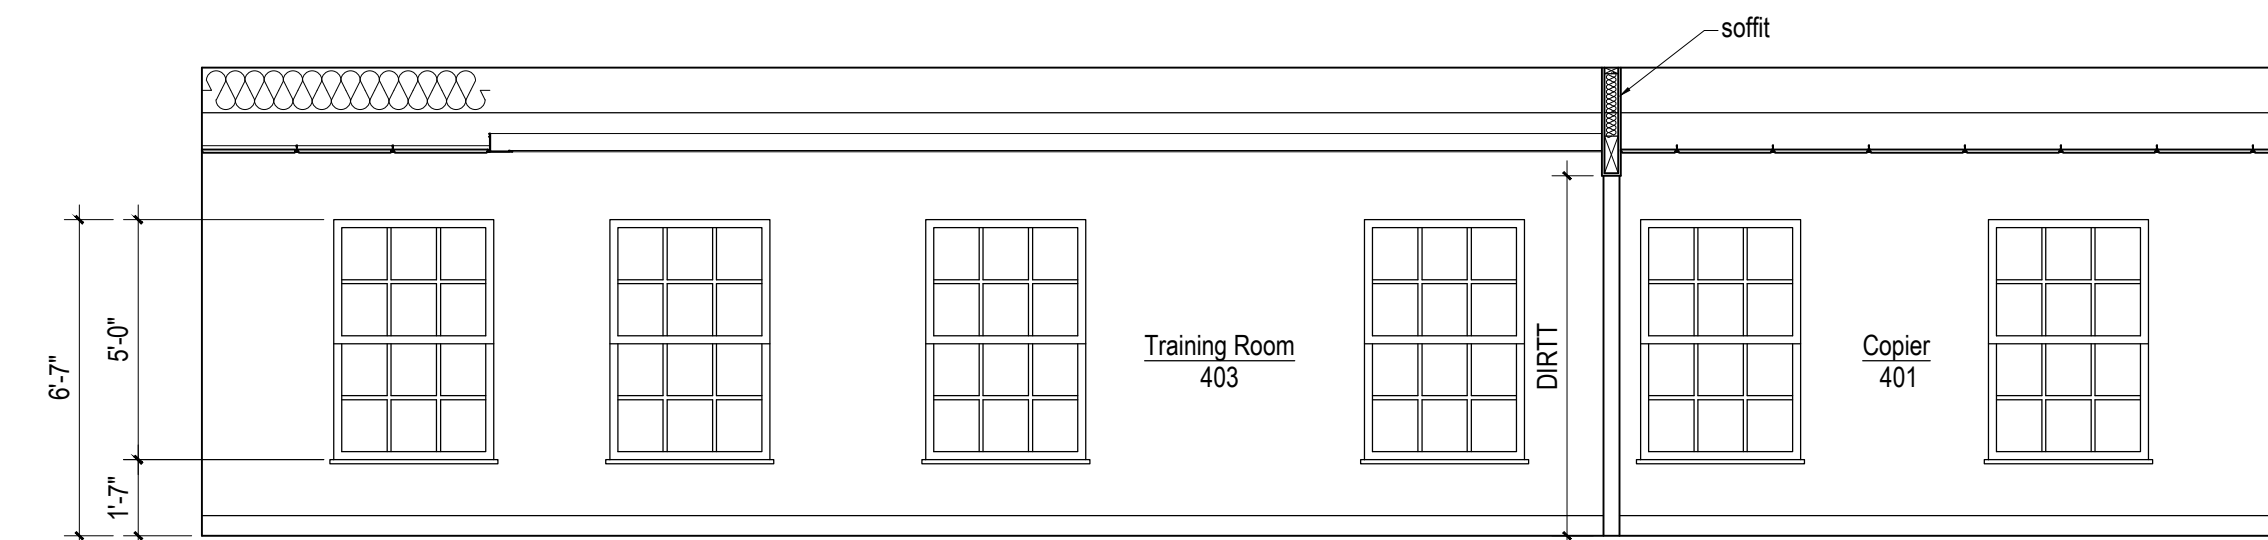 soffit
6'-7"
5'-0"
1'-7"
Training Room
403
DIRTT
Copier
401